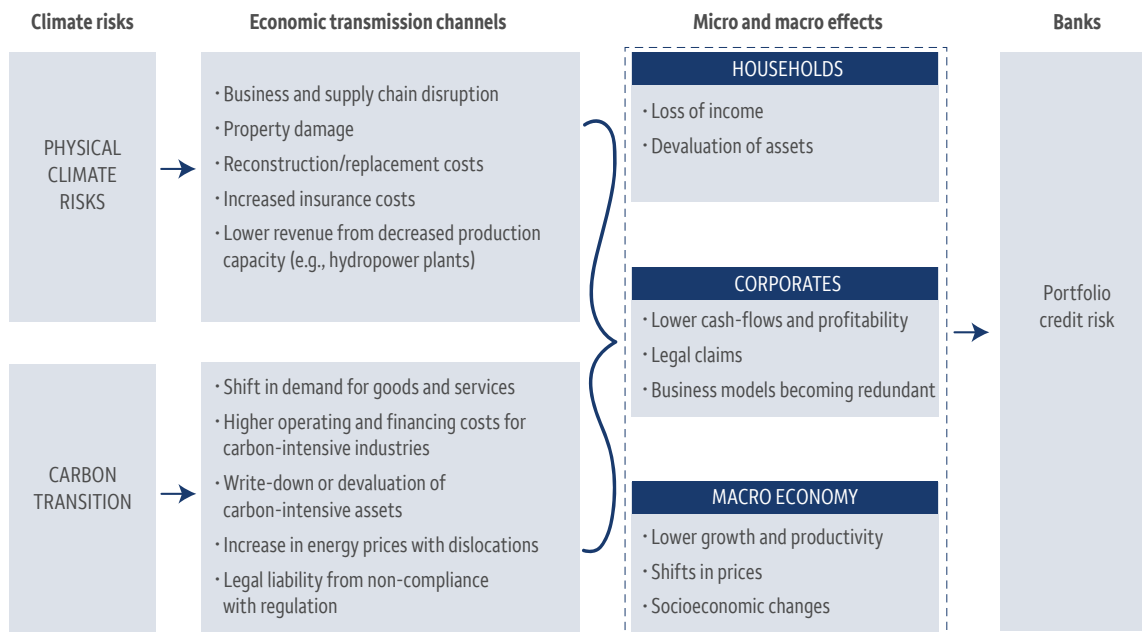 Climate risks
Economic transmission channels
Micro and macro effects
Banks
PHYSICAL
CLIMATE
RISKS
· Business and supply chain disruption
· Property damage
· Reconstruction/replacement costs
· Increased insurance costs
· Lower revenue from decreased production
capacity (e.g., hydropower plants)
CARBON
TRANSITION
· Shift in demand for goods and services
· Higher operating and financing costs for
carbon-intensive industries
· Write-down or devaluation of
carbon-intensive assets
· Increase in energy prices with dislocations
· Legal liability from non-compliance
with regulation
HOUSEHOLDS
· Loss of income
· Devaluation of assets
CORPORATES
· Lower cash-flows and profitability
· Legal claims
· Business models becoming redundant
MACRO ECONOMY
· Lower growth and productivity
· Shifts in prices
· Socioeconomic changes
Portfolio
credit risk